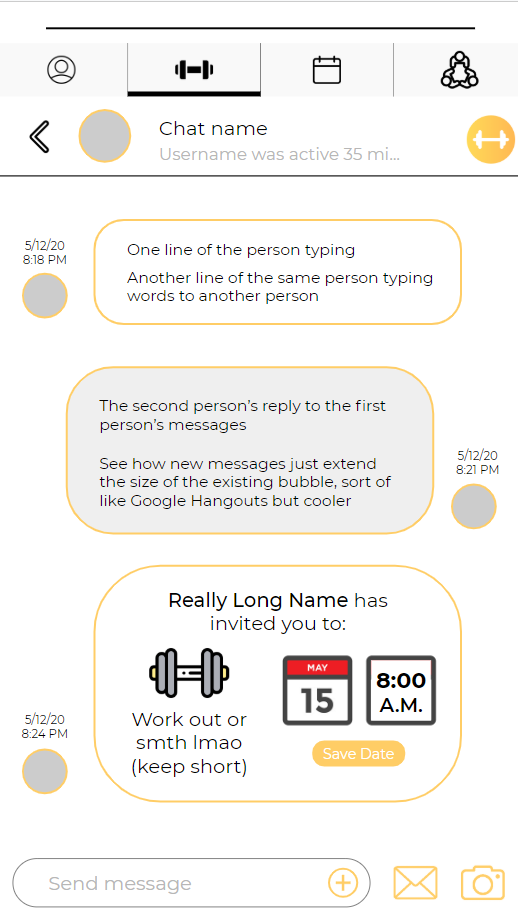 Chat name
Username was active 35 mi...
5/12/20
8:18 PM
One line of the person typing
Another line of the same person typing
words to another person
The second person’s reply to the first
person’s messages
See how new messages just extend
the size of the existing bubble, sort of
like Google Hangouts but cooler
5/12/20
8:21 PM
Really Long Name has
invited you to:
MAY
15
8:00
A.M.
Work out or
smth lmao
(keep short)
Save Date
5/12/20
8:24 PM
Send message